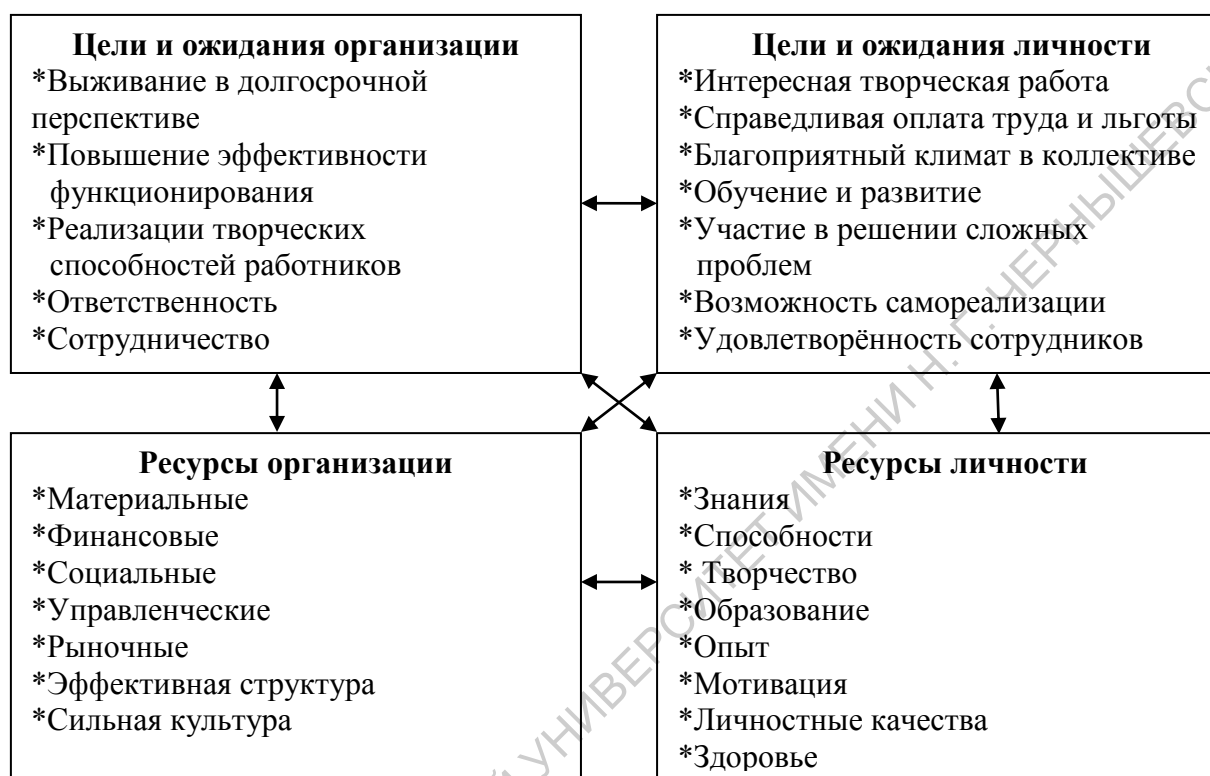 Цели и ожидания организации
*Выживание в долгосрочной
перспективе
*Повышение эффективности
функционирования
*Реализации творческих
способностей работников
*Ответственность
*Сотрудничество
Цели и ожидания личности
*Интересная творческая работа
*Справедливая оплата труда и льготы
*Благоприятный климат в коллективе
*Обучение и развитие
*Участие в решении сложных
проблем
*Возможность самореализации
*Удовлетворённость сотрудников
Ресурсы организации
*Материальные
*Финансовые
*Социальные
*Управленческие
*Рыночные
*Эффективная структура
*Сильная культура
Ресурсы личности
*Знания
*Способности
* Творчество
*Образование
*Опыт
*Мотивация
*Личностные качества
*Здоровье
УНИВЕРСИТЕТ ИМЕНИ Н. Г.